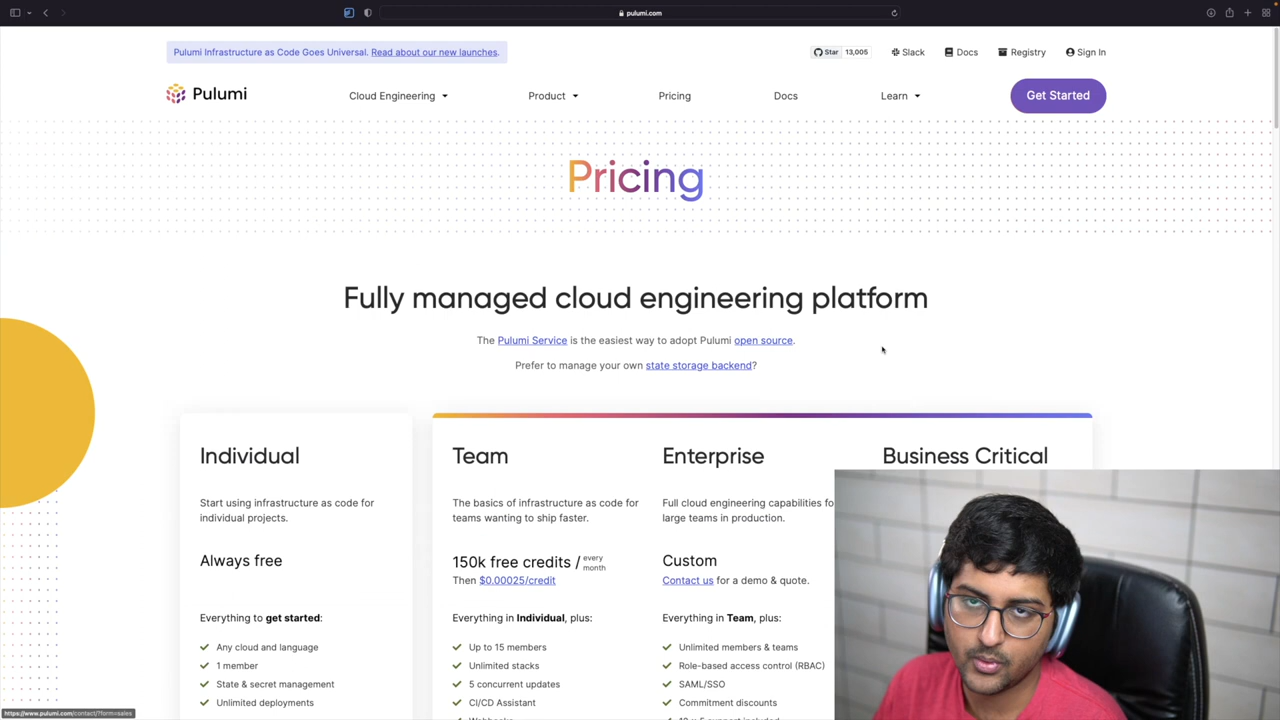 pulumi.com
Pulumi Infrastructure as Code Goes Universal. Read about our new launches.
Star 13,005 Slack Docs Registry Sign In
Pulumi Cloud Engineering Product Pricing Docs Learn Get Started
Pricing
Fully managed cloud engineering platform
The Pulumi Service is the easiest way to adopt Pulumi open source.
Prefer to manage your own state storage backend?
Individual
Start using infrastructure as code for
individual projects.
Always free
Everything to get started:
Any cloud and language
1 member
State & secret management
Unlimited deployments
Team
The basics of infrastructure as code for
teams wanting to ship faster.
150k free credits / every
month
Then $0.00025/credit
Everything in Individual, plus:
Up to 15 members
Unlimited stacks
5 concurrent updates
CI/CD Assistant
Enterprise
Full cloud engineering capabilities fo
large teams in production.
Custom
Contact us for a demo & quote.
Everything in Team, plus:
Unlimited members & teams
Role-based access control (RBAC)
SAML/SSO
Commitment discounts
Business Critical
https://www.pulumi.com/contact/?form=sales